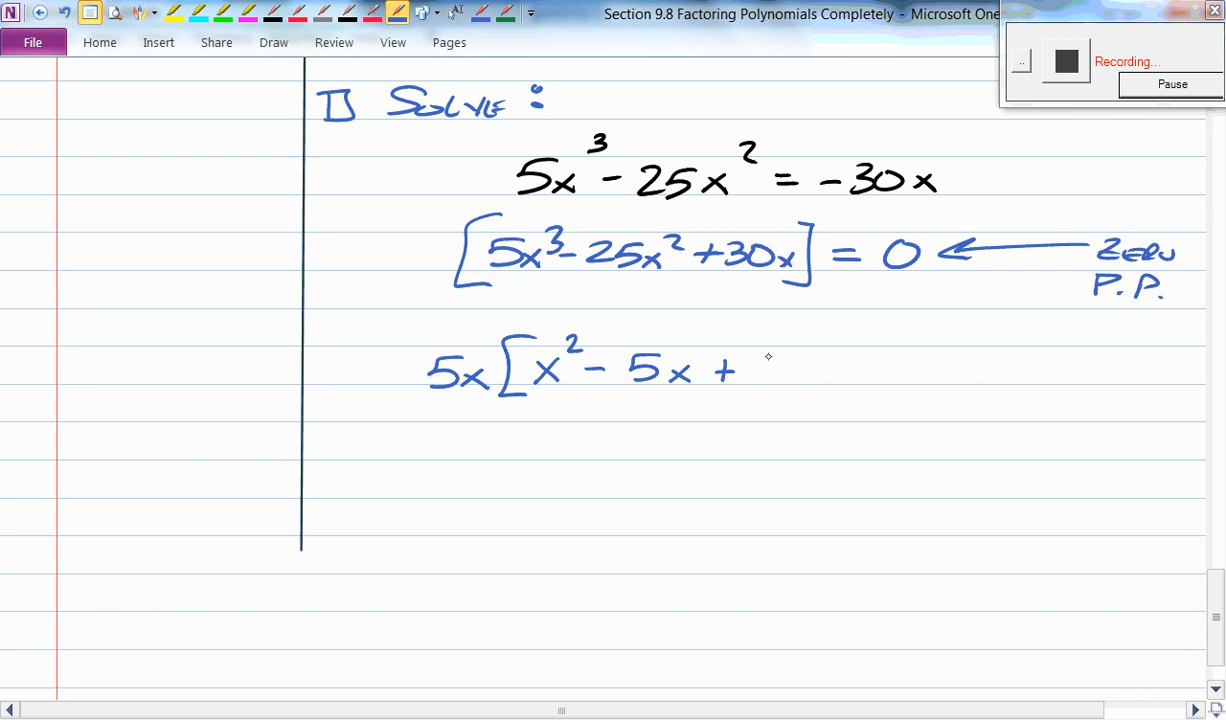 Section 9.8 Factoring Polynomials Completely - Microsoft One
File Home Insert Share Draw Review View Pages
Recording...
Pause
D Solve:
5x³ - 25x² = -30x
[5x³ - 25x² + 30x] = 0 ← ZERO
P.P.
5x[x² - 5x +